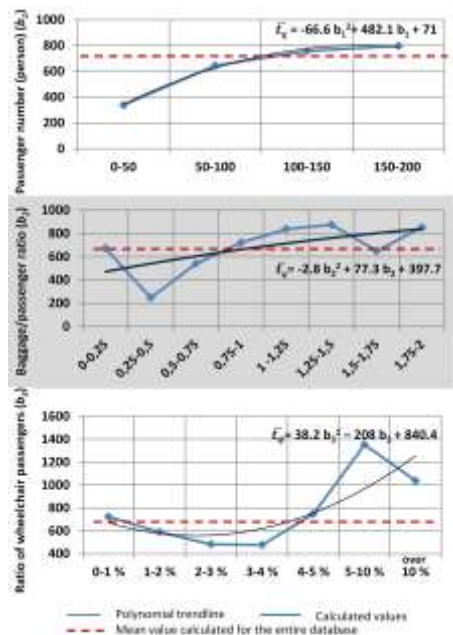 Passenger number (person) (b₁)
1000
800
600
400
200
0
t̄q = -66.6 b₁² + 482.1 b₁ + 71
0-50 50-100 100-150 150-200
Baggage/passenger ratio (b₂)
1000
800
600
400
200
0
t̄q = -2.8 b₂² + 77.3 b₂ + 397.7
0-0,25 0,25-0,5 0,5-0,75 0,75-1 1 -1,25 1,25-1,5 1,5-1,75 1,75-2
Ratio of wheelchair passengers (b₃)
1600
1400
1200
1000
800
600
400
t̄q = 38.2 b₃² − 208 b₃ + 840.4
0-1 % 1-2 % 2-3 % 3-4 % 4-5 % 5-10 % over 10 %
Polynomial trendline Calculated values
Mean value calculated for the entire database